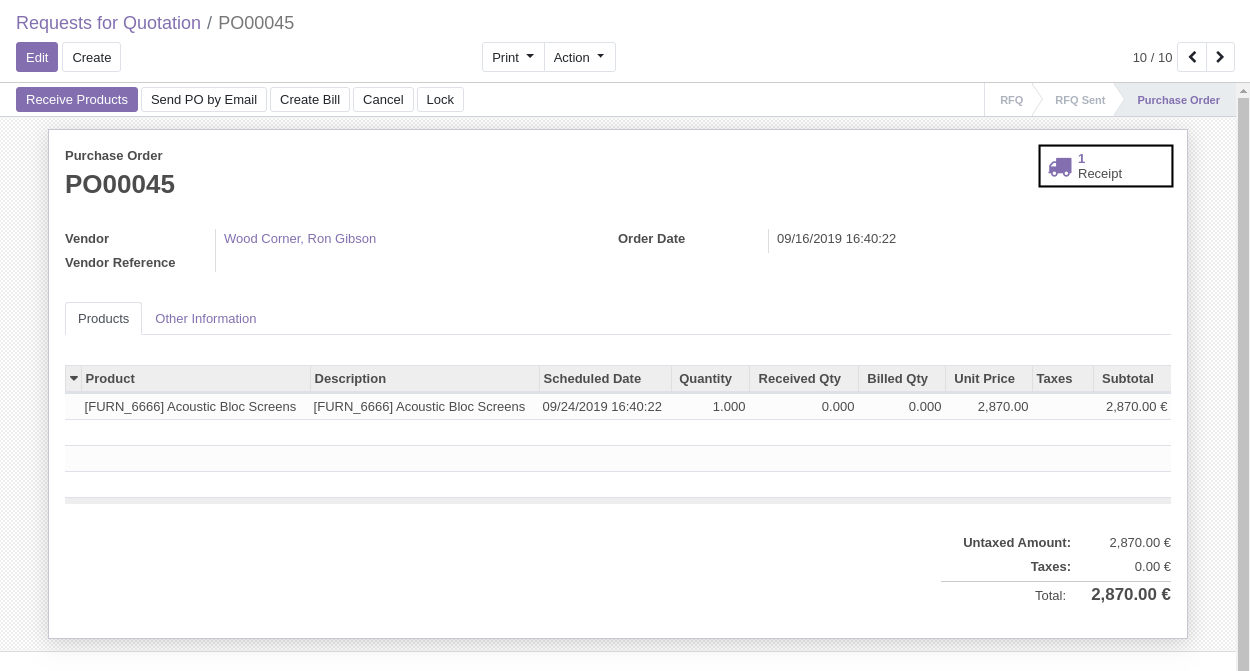 Requests for Quotation / PO00045
Edit Create Print Action 10 / 10
Receive Products Send PO by Email Create Bill Cancel Lock RFQ RFQ Sent Purchase Order
Purchase Order
PO00045
1
Receipt
Vendor Wood Corner, Ron Gibson Order Date 09/16/2019 16:40:22
Vendor Reference
Products Other Information
Product Description Scheduled Date Quantity Received Qty Billed Qty Unit Price Taxes Subtotal
[FURN_6666] Acoustic Bloc Screens [FURN_6666] Acoustic Bloc Screens 09/24/2019 16:40:22 1.000 0.000 0.000 2,870.00 2,870.00 €
Untaxed Amount: 2,870.00 €
Taxes: 0.00 €
Total: 2,870.00 €